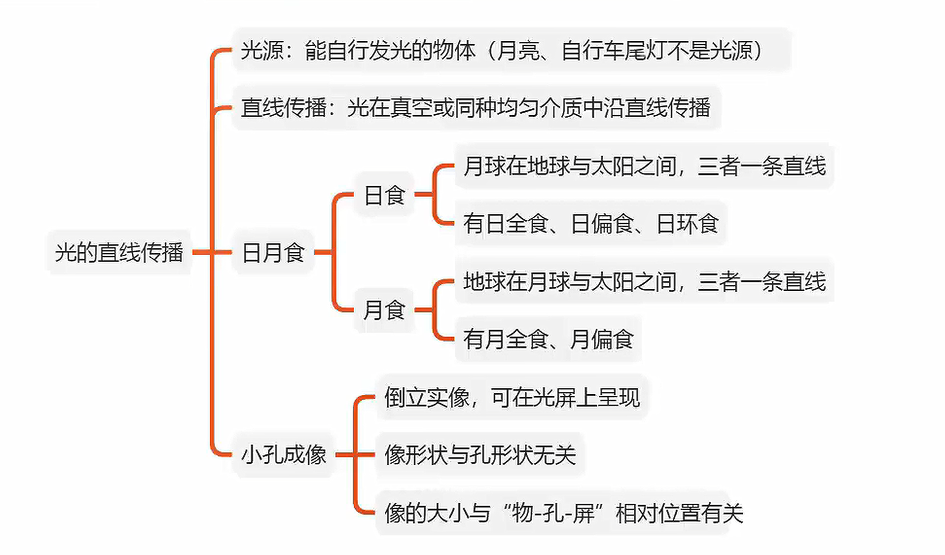 光源：能自行发光的物体（月亮、自行车尾灯不是光源）
直线传播：光在真空或同种均匀介质中沿直线传播
月球在地球与太阳之间，三者一条直线
日食
有日全食、日偏食、日环食
光的直线传播
日月食
地球在月球与太阳之间，三者一条直线
月食
有月全食、月偏食
倒立实像，可在光屏上呈现
小孔成像
像形状与孔形状无关
像的大小与“物-孔-屏”相对位置有关